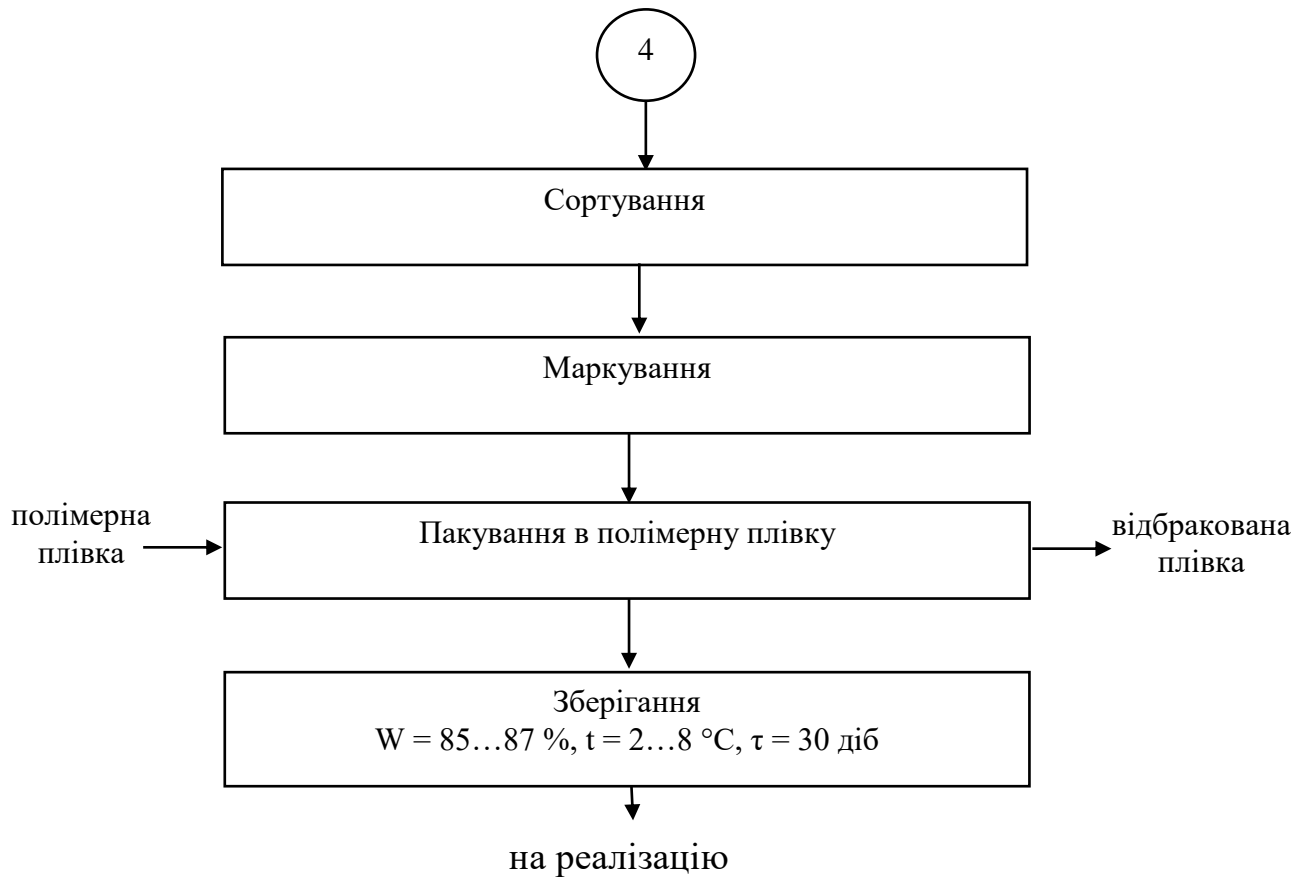 4
Сортування
Маркування
полімерна
плівка
Пакування в полімерну плівку
відбракована
плівка
Зберігання
W = 85…87 %, t = 2…8 °C, τ = 30 діб
на реалізацію